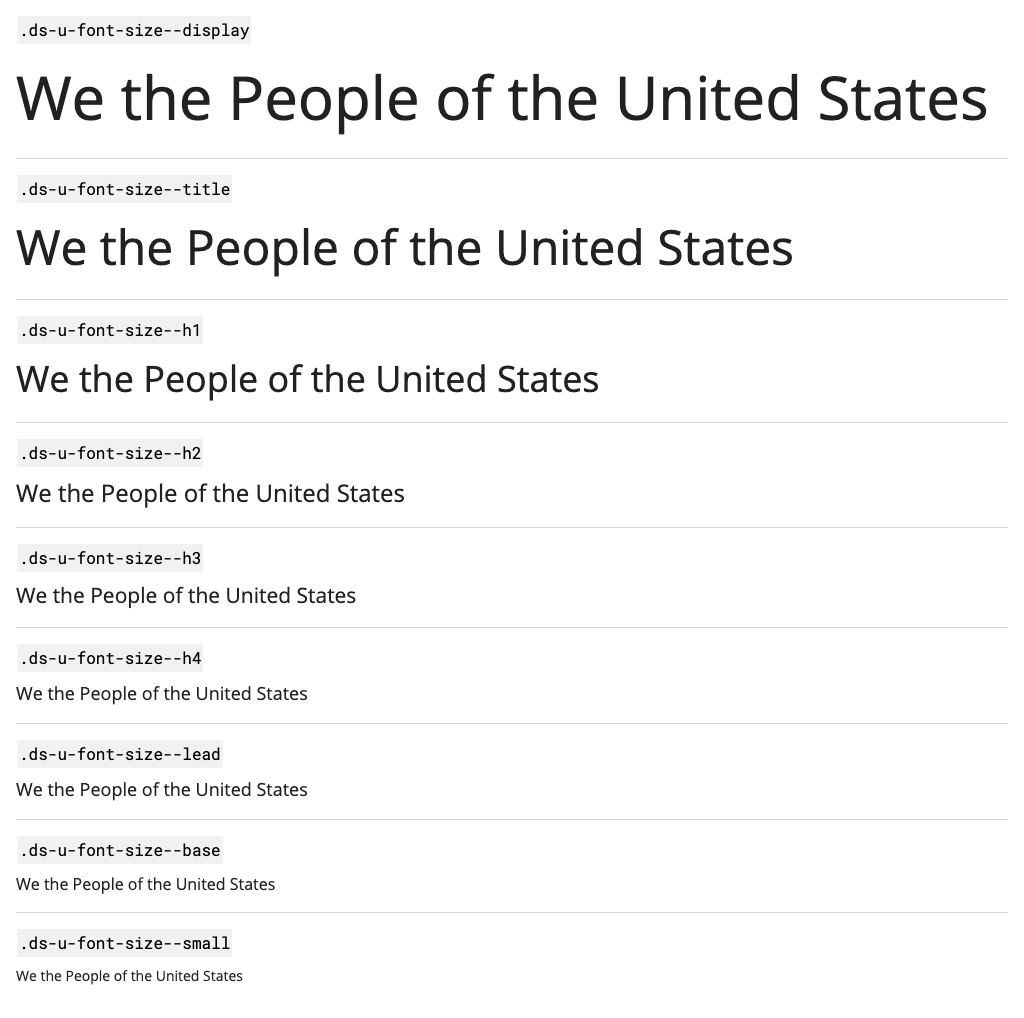 .ds-u-font-size--display
We the People of the United States
.ds-u-font-size--title
We the People of the United States
.ds-u-font-size--h1
We the People of the United States
.ds-u-font-size--h2
We the People of the United States
.ds-u-font-size--h3
We the People of the United States
.ds-u-font-size--h4
We the People of the United States
.ds-u-font-size--lead
We the People of the United States
.ds-u-font-size--base
We the People of the United States
.ds-u-font-size--small
We the People of the United States